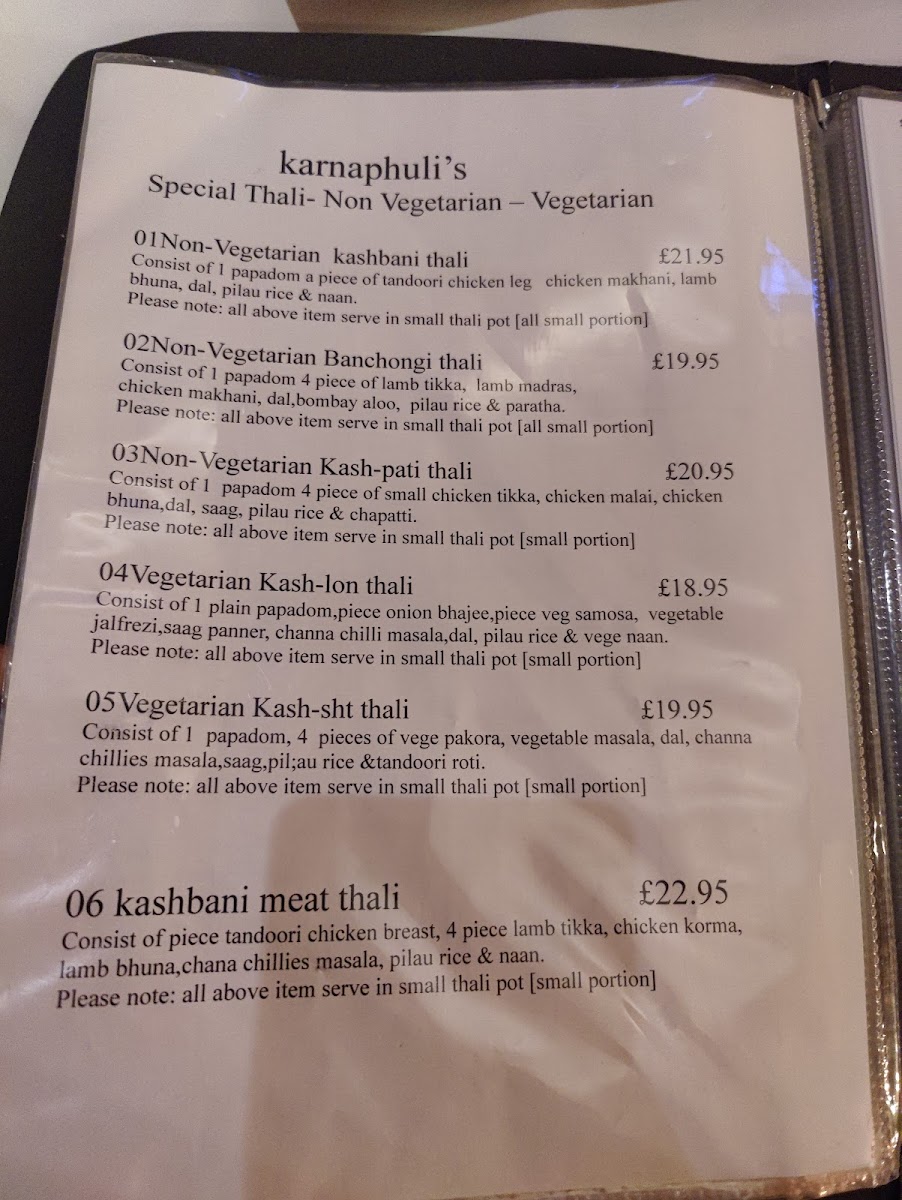 karnaphuli's
Special Thali- Non Vegetarian – Vegetarian
01Non-Vegetarian kashbani thali £21.95
Consist of 1 papadom a piece of tandoori chicken leg chicken makhani, lamb
bhuna, dal, pilau rice & naan.
Please note: all above item serve in small thali pot [all small portion]
02Non-Vegetarian Banchongi thali £19.95
Consist of 1 papadom 4 piece of lamb tikka, lamb madras,
chicken makhani, dal,bombay aloo, pilau rice & paratha.
Please note: all above item serve in small thali pot [all small portion]
03Non-Vegetarian Kash-pati thali £20.95
Consist of 1 papadom 4 piece of small chicken tikka, chicken malai, chicken
bhuna,dal, saag, pilau rice & chapatti.
Please note: all above item serve in small thali pot [small portion]
04Vegetarian Kash-lon thali £18.95
Consist of 1 plain papadom,piece onion bhajee,piece veg samosa, vegetable
jalfrezi,saag panner, channa chilli masala,dal, pilau rice & vege naan.
Please note: all above item serve in small thali pot [small portion]
05Vegetarian Kash-sht thali £19.95
Consist of 1 papadom, 4 pieces of vege pakora, vegetable masala, dal, channa
chillies masala,saag,pil;au rice &tandoori roti.
Please note: all above item serve in small thali pot [small portion]
06 kashbani meat thali £22.95
Consist of piece tandoori chicken breast, 4 piece lamb tikka, chicken korma,
lamb bhuna,chana chillies masala, pilau rice & naan.
Please note: all above item serve in small thali pot [small portion]